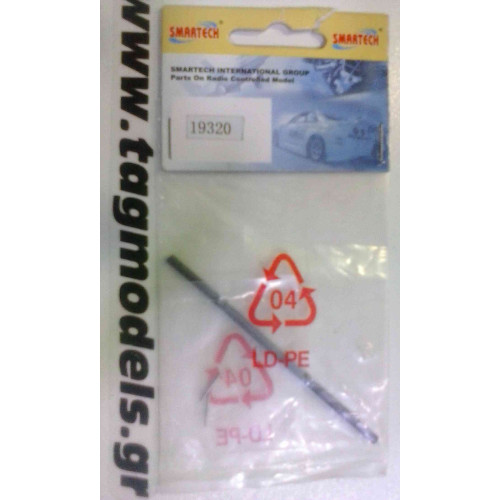 SMARTECH
SMARTECH
SMARTECH INTERNATIONAL GROUP
Parts On Radio Controlled Model
19320
www.tagmodels.gr
04
LD-PE
04
LD-PE